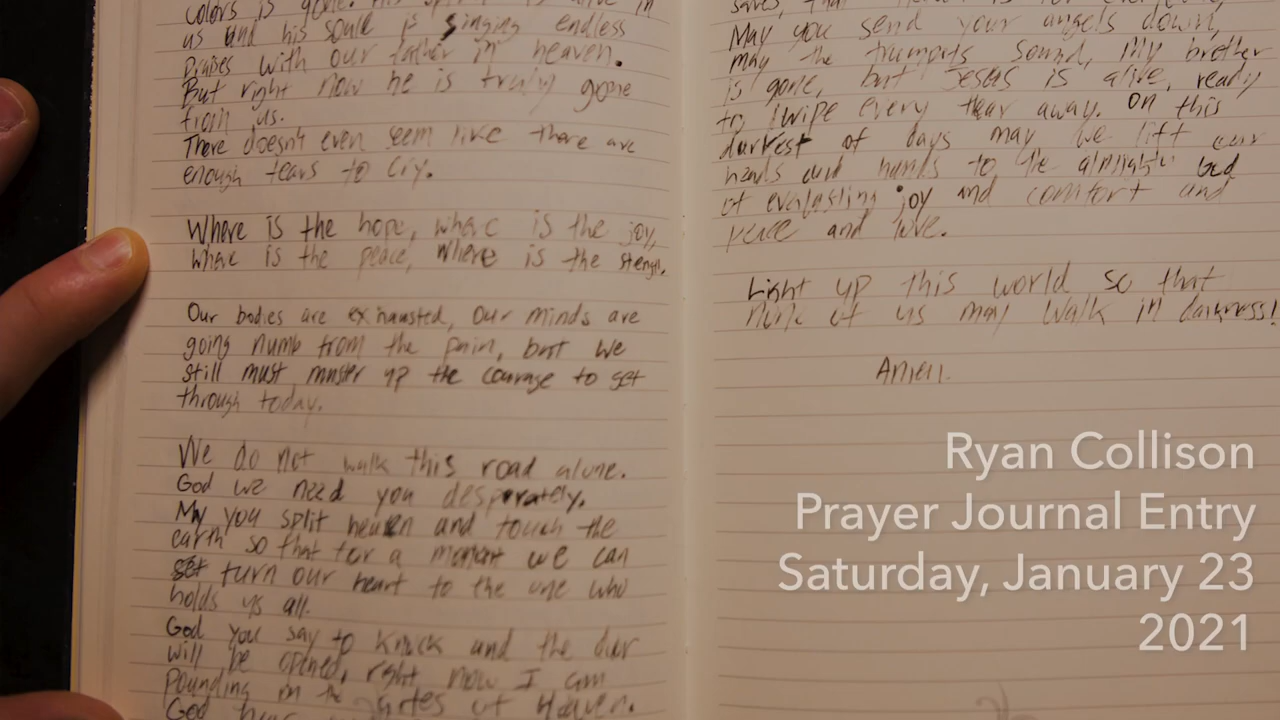 colors is gone. His spirit is alive in
us and his soule is singing endless
praises with our father in heaven.
But right now he is truly gone
from us.
There doesn't even seem like there are
enough tears to cry.
Where is the hope, where is the joy,
where is the peace, Where is the stength.
Our bodies are exhausted, Our minds are
going numb from the pain, but we
still must muster up the courage to get
through today.
We do not walk this road alone.
God we need you desperately.
My you split heaven and touch the
earth so that for a moment we can
turn our heart to the one who
holds us all.
God you say to knock and the door
will be opened, right now I am
pounding on the gates of Heaven.
God
saves, that
May you send your angels down,
may the trumpets sound, My brother
is gone, but Jesus is alive, ready
to wipe every tear away. On this
darkest of days may we lift our
heads and hands to the almighty God
of everlasting joy and comfort and
peace and love.
Light up this world so that
none of us may walk in darkness!
Amen.
Ryan Collison
Prayer Journal Entry
Saturday, January 23
2021